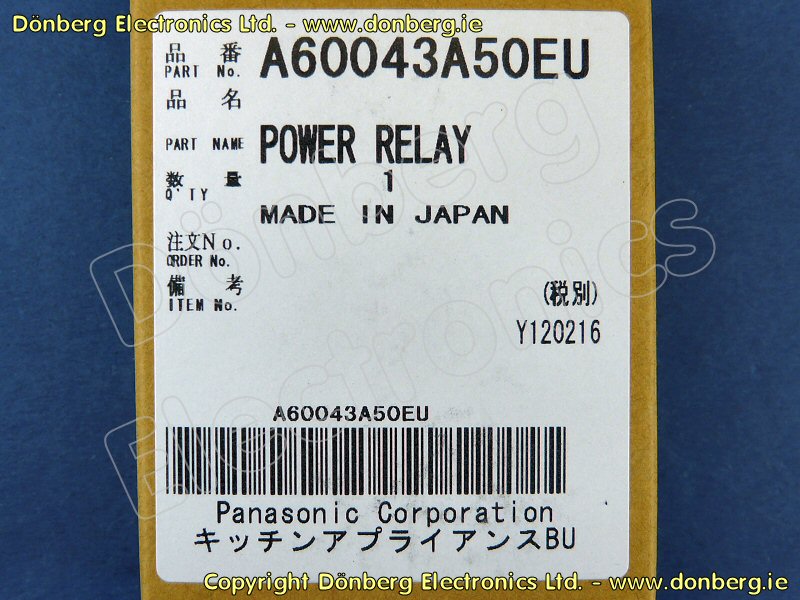 Dönberg Electronics Ltd. - www.donberg.ie
品 番 A60043A50EU
PART No.
品 名
PART NAME POWER RELAY
数 量 1
Q'TY
MADE IN JAPAN
注文No.
ORDER No.
備 考
ITEM No.
(税別)
Y120216
A60043A50EU
Panasonic Corporation
キッチンアプライアンスBU
Dönberg
Electronics
Copyright Dönberg Electronics Ltd. - www.donberg.ie